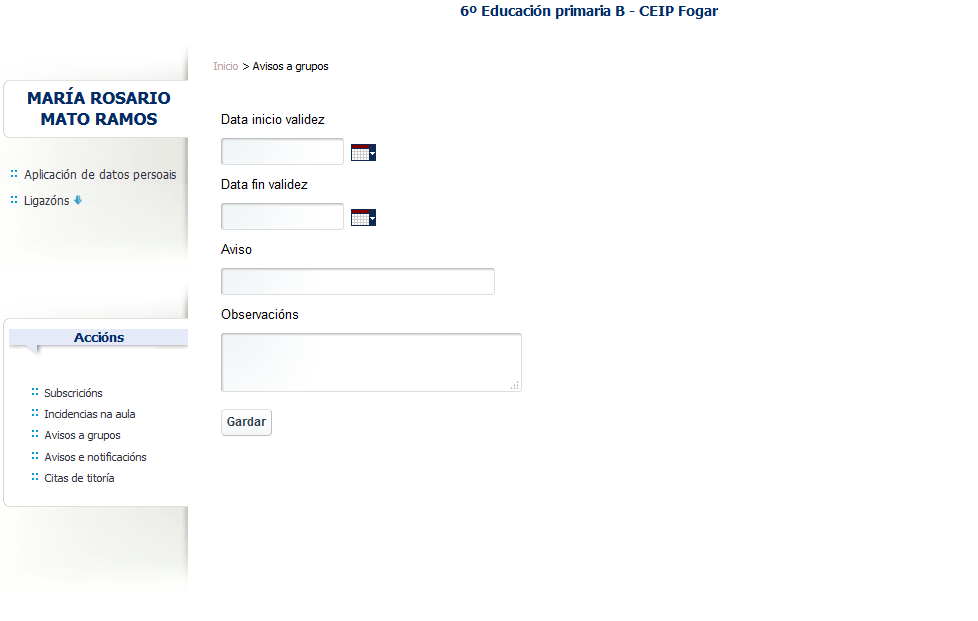 6º Educación primaria B - CEIP Fogar
Inicio > Avisos a grupos
MARÍA ROSARIO
MATO RAMOS
Aplicación de datos persoais
Ligazóns
Accións
Subscricións
Incidencias na aula
Avisos a grupos
Avisos e notificacións
Citas de titoría
Data inicio validez
Data fin validez
Aviso
Observacións
Gardar